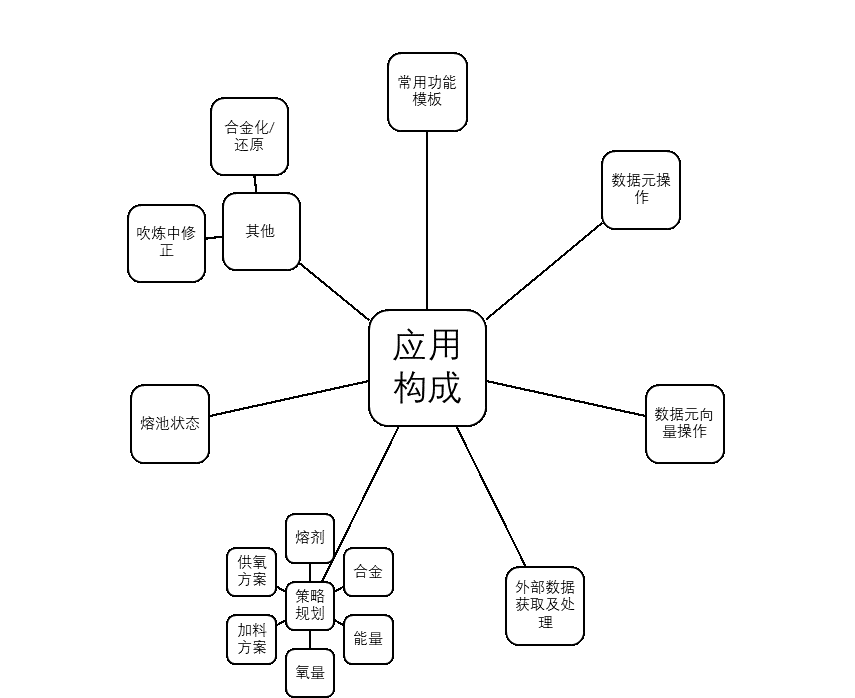 常用功能
模板
合金化/
还原
数据元操
作
吹炼中修
正
其他
应用
构成
熔池状态
数据元向
量操作
熔剂
供氧
方案
合金
策略
规划
外部数据
获取及处
理
加料
方案
能量
氧量